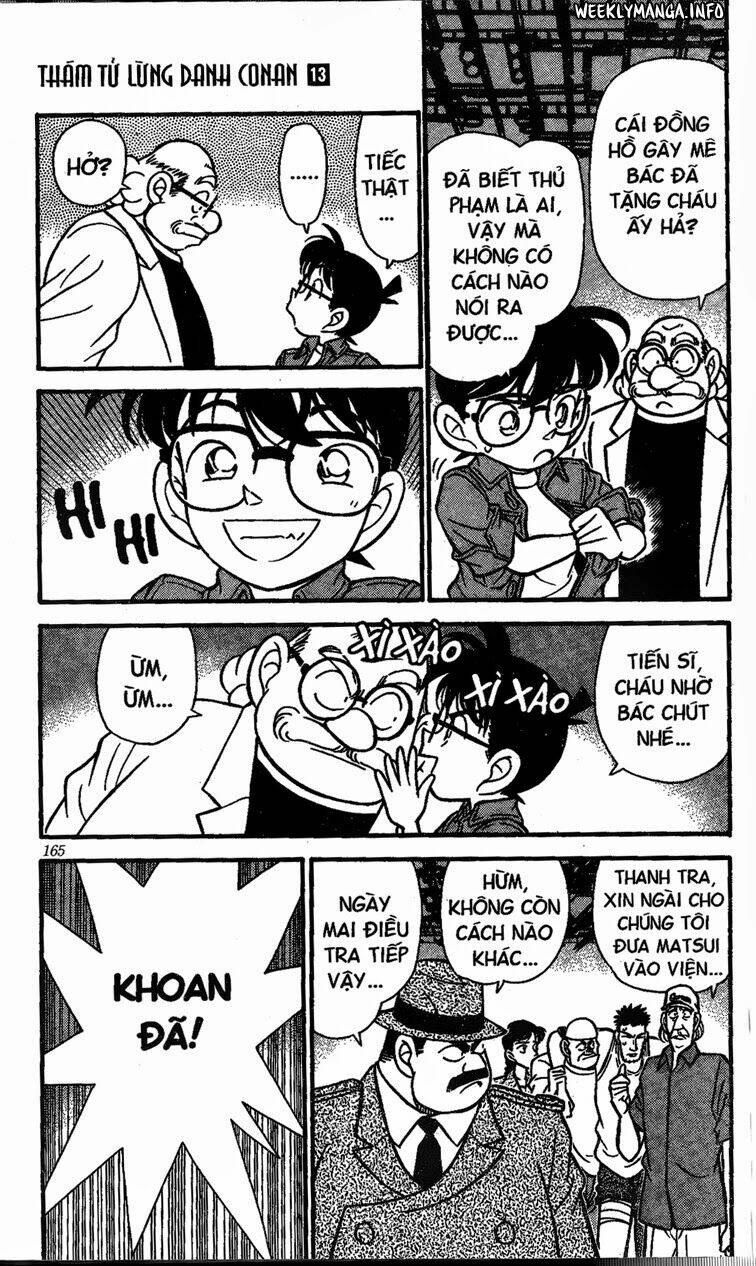 WEEKLYMANGA.INFO
THÁM TỬ LỪNG DANH CONAN 13
CÁI ĐỒNG
HỒ GÂY MÊ
BÁC ĐÃ
TẶNG CHÁU
ẤY HẢ?
ĐÃ BIẾT THỦ
PHẠM LÀ AI,
VẬY MÀ
KHÔNG CÓ
CÁCH NÀO
NÓI RA
ĐƯỢC...
TIẾC
THẬT
...
.....
HỞ?
HI
HI
TIẾN SĨ,
CHÁU NHỜ
BÁC CHÚT
NHÉ...
XÌ XÀO
XÌ XÀO
ỪM,
ỪM...
165
THANH TRA,
XIN NGÀI CHO
CHÚNG TÔI
ĐƯA MATSUI
VÀO VIỆN...
HỪM,
KHÔNG CÒN
CÁCH NÀO
KHÁC...
NGÀY
MAI ĐIỀU
TRA TIẾP
VẬY...
KHOAN
ĐÃ!